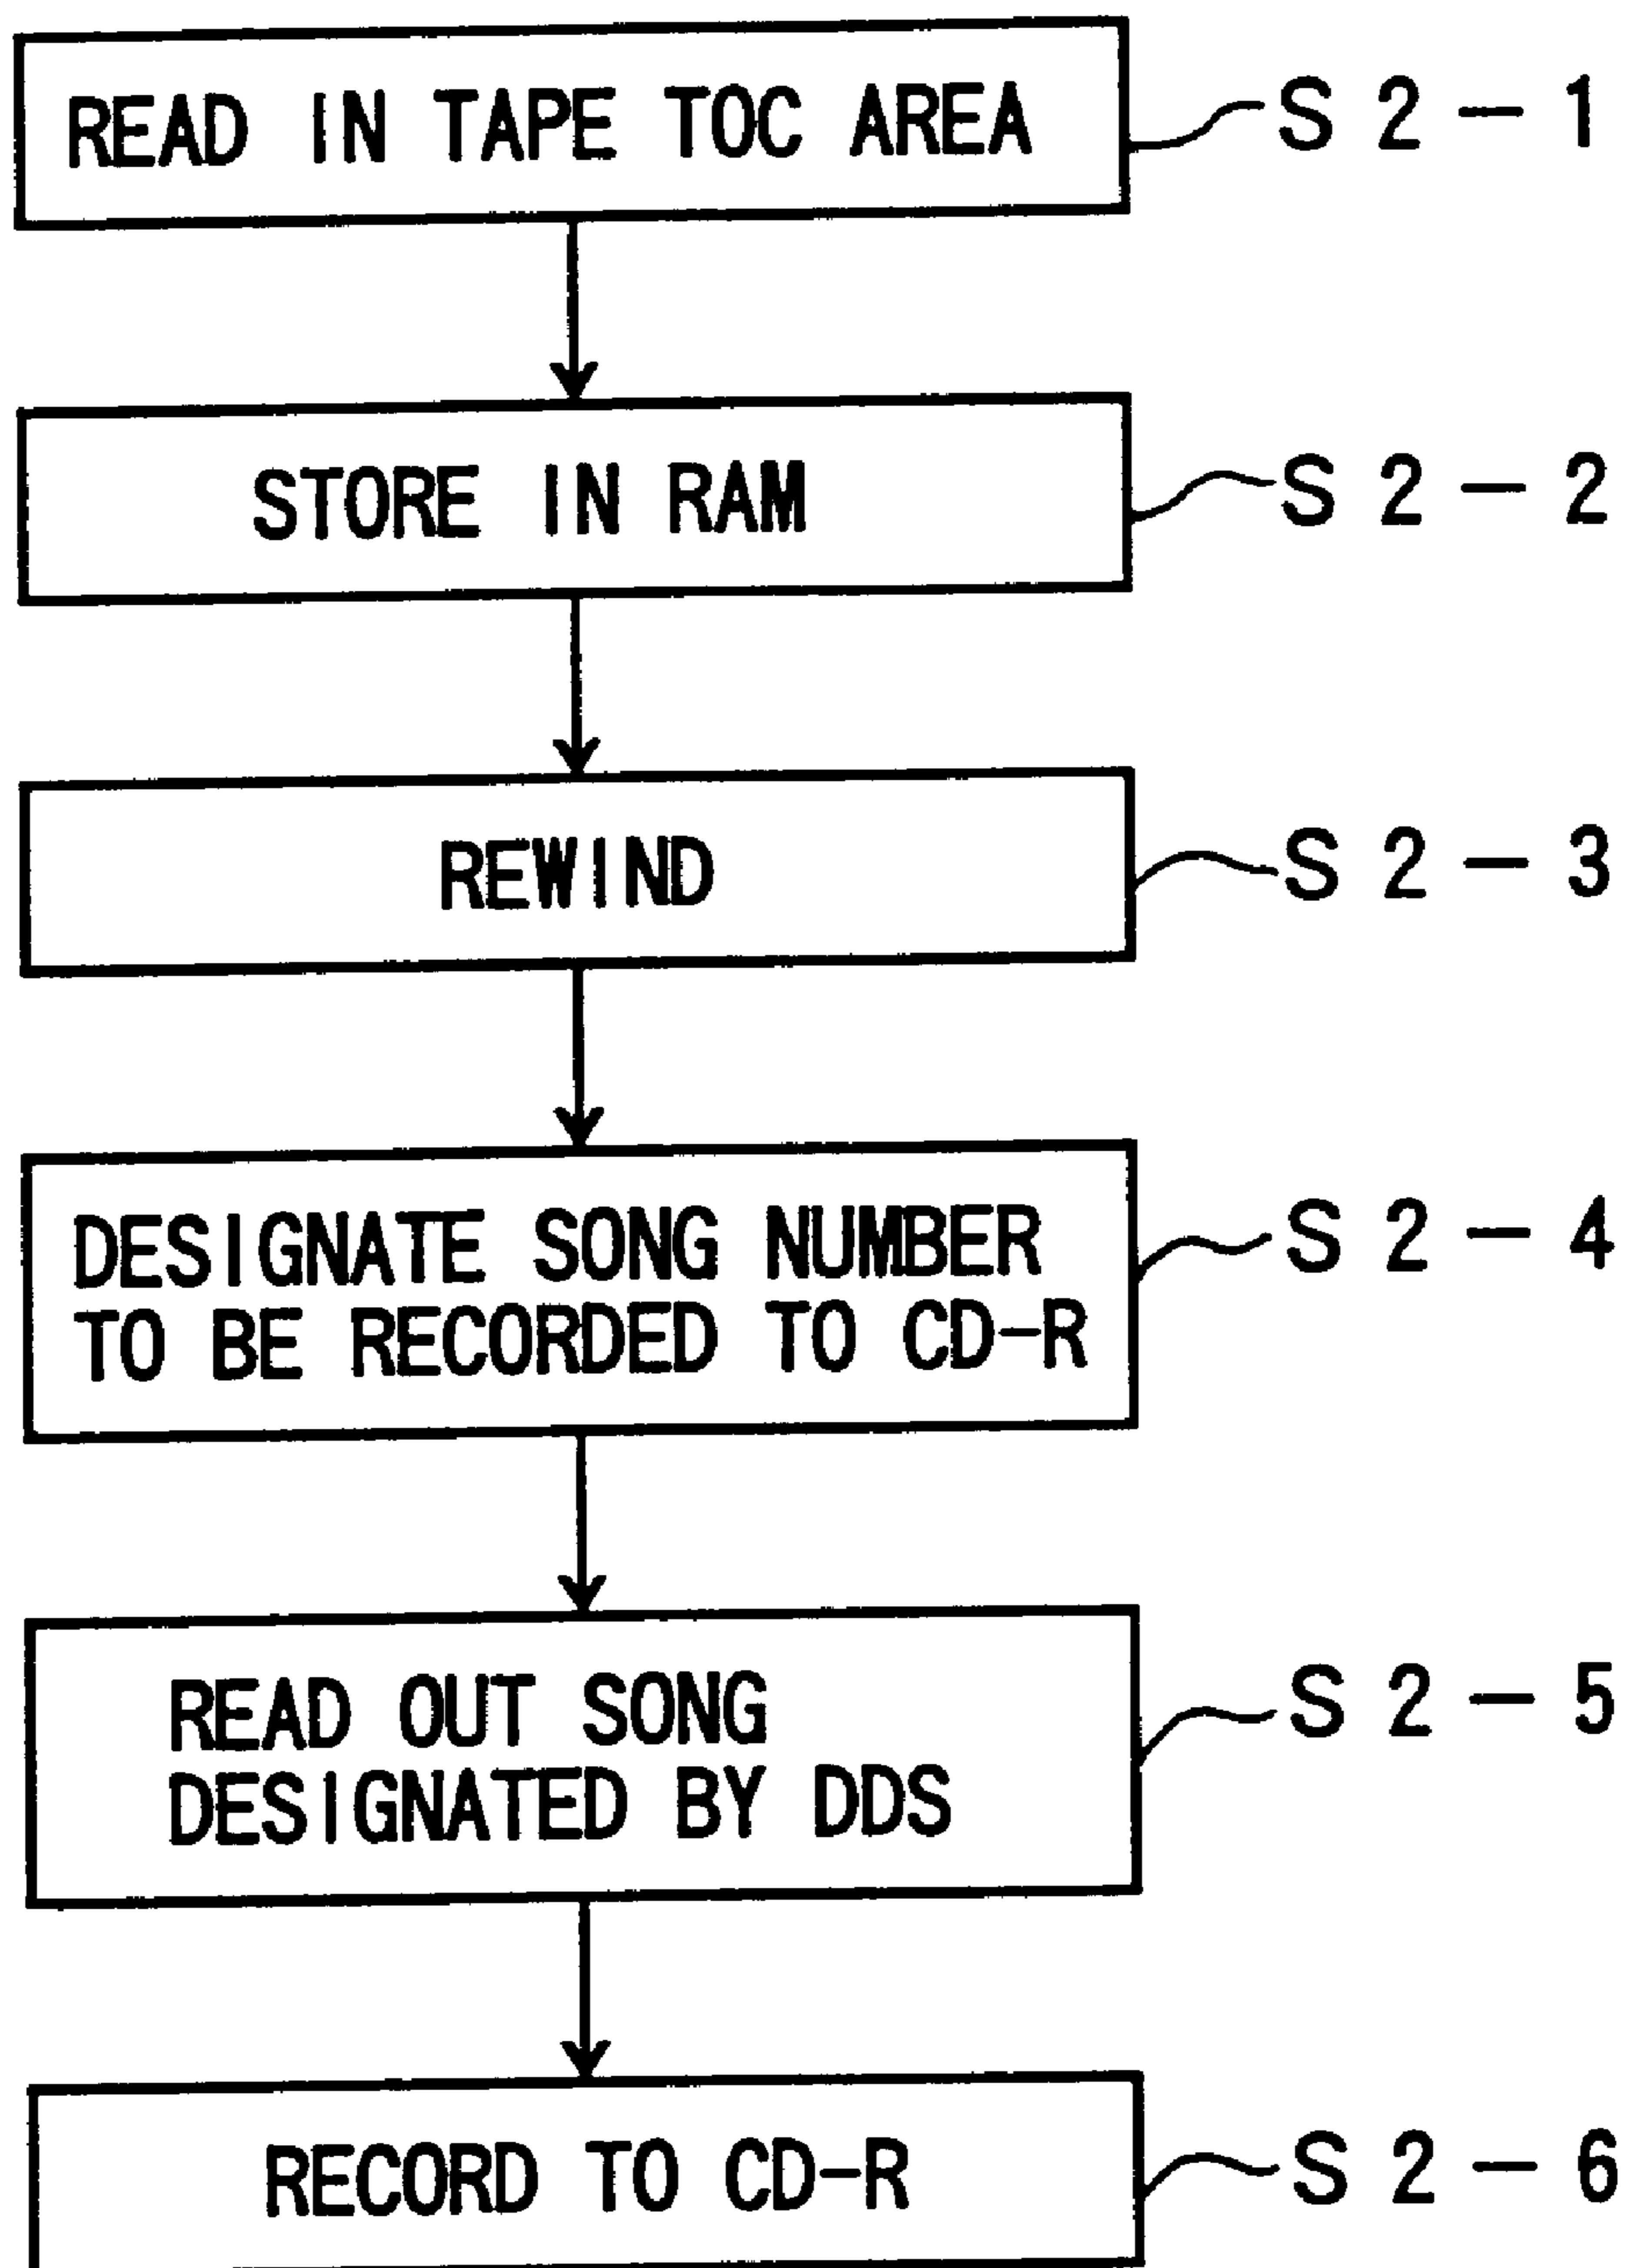 READ IN TAPE TOC AREA
S2-1
STORE IN RAM
S2-2
REWIND
S2-3
DESIGNATE SONG NUMBER
TO BE RECORDED TO CD-R
S2-4
READ OUT SONG
DESIGNATED BY DDS
S2-5
RECORD TO CD-R
S2-6